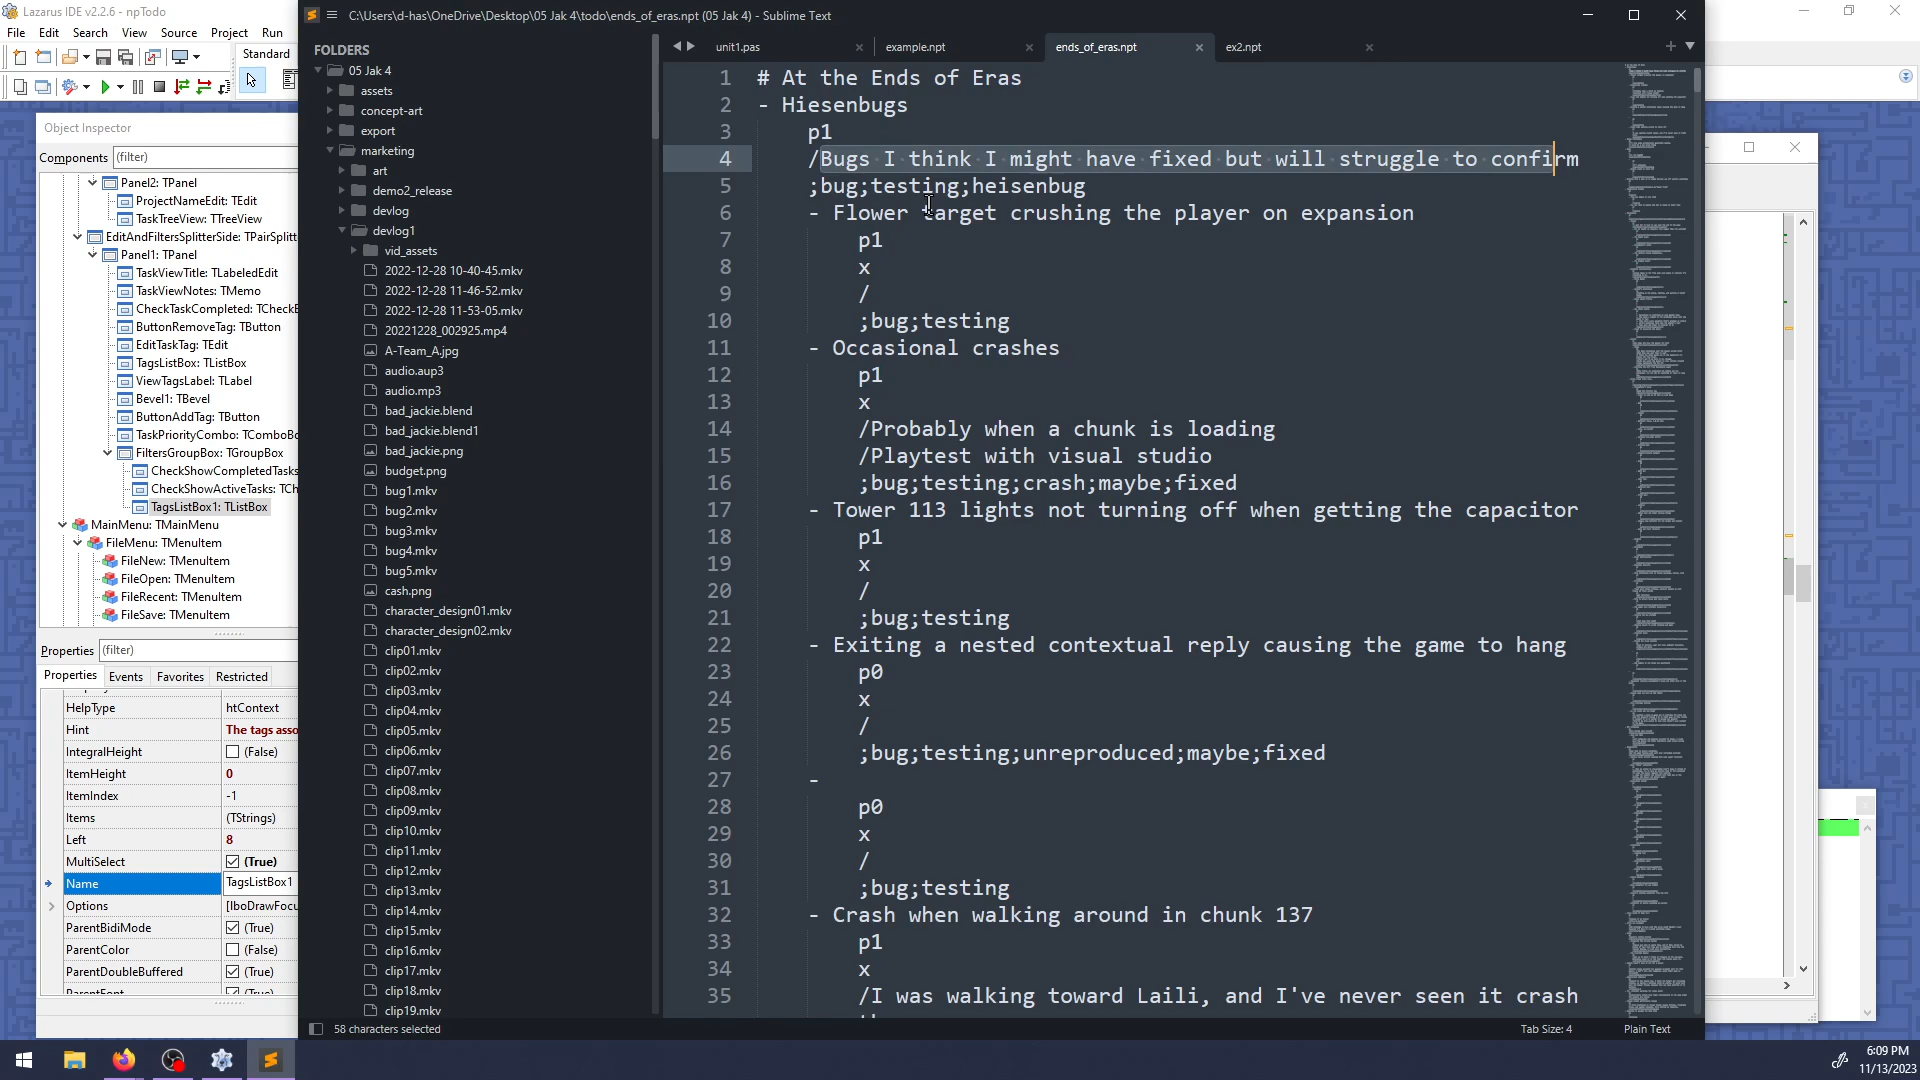 Lazarus IDE v2.2.6 - npTodo
File Edit Search View Source Project Run
Standard
Object Inspector
Components (filter)
Panel2: TPanel
ProjectNameEdit: TEdit
TaskTreeView: TTreeView
EditAndFiltersSplitterSide: TPairSplitt
Panel1: TPanel
TaskViewTitle: TLabeledEdit
TaskViewNotes: TMemo
CheckTaskCompleted: TCheckB
ButtonRemoveTag: TButton
EditTaskTag: TEdit
TagsListBox: TListBox
ViewTagsLabel: TLabel
Bevel1: TBevel
ButtonAddTag: TButton
TaskPriorityCombo: TComboBo
FiltersGroupBox: TGroupBox
CheckShowCompletedTasks
CheckShowActiveTasks: TCh
TagsListBox1: TListBox
MainMenu: TMainMenu
FileMenu: TMenuItem
FileNew: TMenuItem
FileOpen: TMenuItem
FileRecent: TMenuItem
FileSave: TMenuItem
Properties (filter)
Properties Events Favorites Restricted
HelpType htContext
Hint The tags asso
IntegralHeight (False)
ItemHeight 0
ItemIndex -1
Items (TStrings)
Left 8
MultiSelect (True)
Name TagsListBox1
Options [lboDrawFocu
ParentBidiMode (True)
ParentColor (False)
ParentDoubleBuffered (True)
ParentFont (True)
C:\Users\d-has\OneDrive\Desktop\05 Jak 4\todo\ends_of_eras.npt (05 Jak 4) - Sublime Text
FOLDERS
05 Jak 4
assets
concept-art
export
marketing
art
demo2_release
devlog
devlog1
vid_assets
2022-12-28 10-40-45.mkv
2022-12-28 11-46-52.mkv
2022-12-28 11-53-05.mkv
20221228_002925.mp4
A-Team_A.jpg
audio.aup3
audio.mp3
bad_jackie.blend
bad_jackie.blend1
bad_jackie.png
budget.png
bug1.mkv
bug2.mkv
bug3.mkv
bug4.mkv
bug5.mkv
cash.png
character_design01.mkv
character_design02.mkv
clip01.mkv
clip02.mkv
clip03.mkv
clip04.mkv
clip05.mkv
clip06.mkv
clip07.mkv
clip08.mkv
clip09.mkv
clip10.mkv
clip11.mkv
clip12.mkv
clip13.mkv
clip14.mkv
clip15.mkv
clip16.mkv
clip17.mkv
clip18.mkv
clip19.mkv
unit1.pas example.npt ends_of_eras.npt ex2.npt
1 # At the Ends of Eras
2 - Hiesenbugs
3 p1
4 /Bugs I think I might have fixed but will struggle to confirm
5 ;bug;testing;heisenbug
6 - Flower target crushing the player on expansion
7 p1
8 x
9 /
10 ;bug;testing
11 - Occasional crashes
12 p1
13 x
14 /Probably when a chunk is loading
15 /Playtest with visual studio
16 ;bug;testing;crash;maybe;fixed
17 - Tower 113 lights not turning off when getting the capacitor
18 p1
19 x
20 /
21 ;bug;testing
22 - Exiting a nested contextual reply causing the game to hang
23 p0
24 x
25 /
26 ;bug;testing;unreproduced;maybe;fixed
27 -
28 p0
29 x
30 /
31 ;bug;testing
32 - Crash when walking around in chunk 137
33 p1
34 x
35 /I was walking toward Laili, and I've never seen it crash
58 characters selected
Tab Size: 4 Plain Text
6:09 PM
11/13/2023